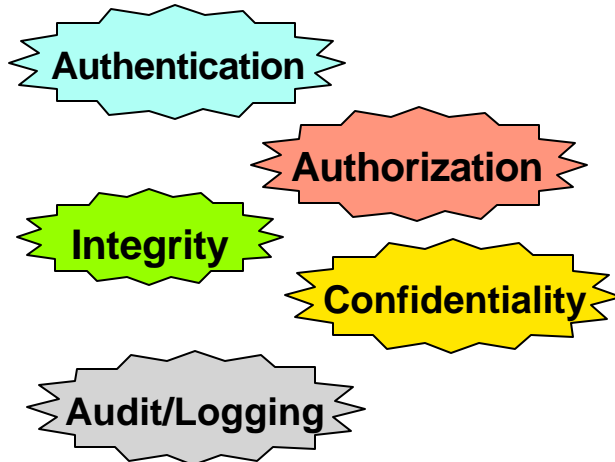 Authentication
Authorization
Integrity
Confidentiality
Audit/Logging